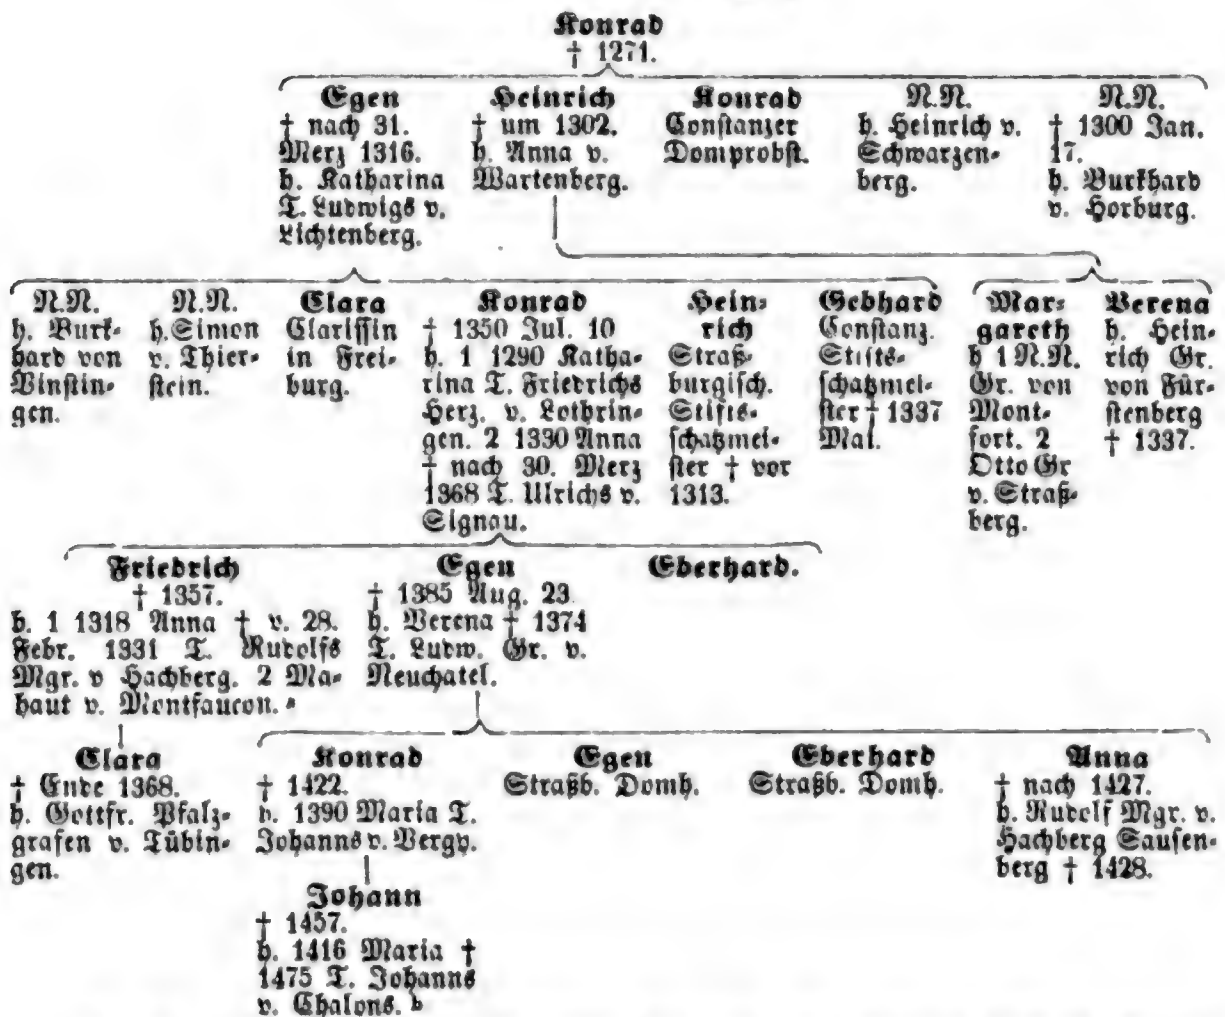 Konrad
† 1271.
Egen
† nach 31.
Merz 1316.
h. Katharina
T. Ludwigs v.
Lichtenberg.
Heinrich
† um 1302.
h. Anna v.
Wartenberg.
Konrad
Constanzer
Domprobst.
N.N.
h. Heinrich v.
Schwarzen-
berg.
N.N.
† 1300 Jan.
17.
h. Burkhard
v. Horburg.
N.N.
h. Burk-
hard von
Vinstin-
gen.
N.N.
h. Simon
v. Thier-
stein.
Clara
Clarissin
in Frei-
burg.
Konrad
† 1350 Jul. 10
h. 1 1290 Katha-
rina T. Friedrichs
Herz. v. Lothrin-
gen. 2 1330 Anna
† nach 30. Merz
1368 T. Ulrichs v.
Signau.
Hein-
rich
Straß-
burgisch.
Stifts-
schatzmei-
ster † vor
1313.
Gebhard
Constanz.
Stifts-
schatzmei-
ster † 1337
Mai.
Mar-
gareth
h 1 N.N.
Gr. von
Mont-
fort. 2
Otto Gr
v. Straß-
berg.
Verena
h. Hein-
rich Gr.
von Für-
stenberg
† 1337.
Friedrich
† 1357.
h. 1 1318 Anna † v. 28.
Febr. 1331 T. Rudolfs
Mgr. v Hachberg. 2 Ma-
haut v. Montfaucon. a
Egen
† 1385 Aug. 23.
h. Verena † 1374
T. Ludw. Gr. v.
Neuchatel.
Eberhard.
Clara
† Ende 1368.
h. Gottfr. Pfalz-
grafen v. Tübin-
gen.
Konrad
† 1422.
h. 1390 Maria T.
Johanns v. Vergy.
Egen
Straßb. Domh.
Eberhard
Straßb. Domh.
Anna
† nach 1427.
h. Rudolf Mgr. v.
Hachberg Sausen-
berg † 1428.
Johann
† 1457.
h. 1416 Maria †
1475 T. Johanns
v. Chalons. b